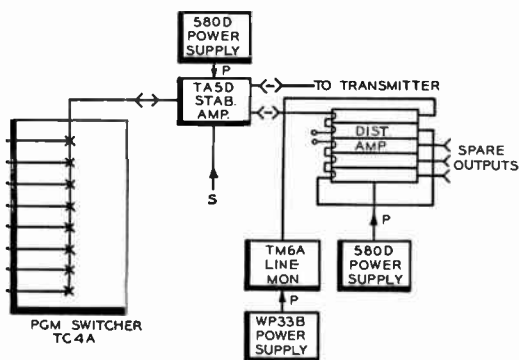 580D
POWER
SUPPLY
P
TA5D
STAB.
AMP.
TO TRANSMITTER
DIST
AMP.
SPARE
OUTPUTS
S
P
TM6A
LINE
MON
580D
POWER
SUPPLY
P
WP33B
POWER
SUPPLY
PGM SWITCHER
TC4A